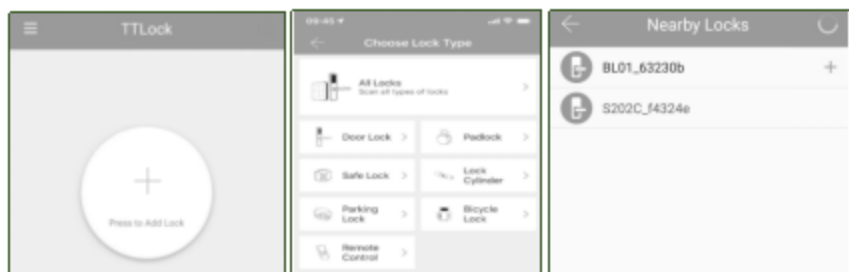 TTLock
Press to Add Lock
09:45
Choose Lock Type
All Locks
Scan all types of locks
Door Lock
Padlock
Safe Lock
Lock
Cylinder
Parking
Lock
Bicycle
Lock
Remote
Control
Nearby Locks
BL01_63230b
S202C_f4324e